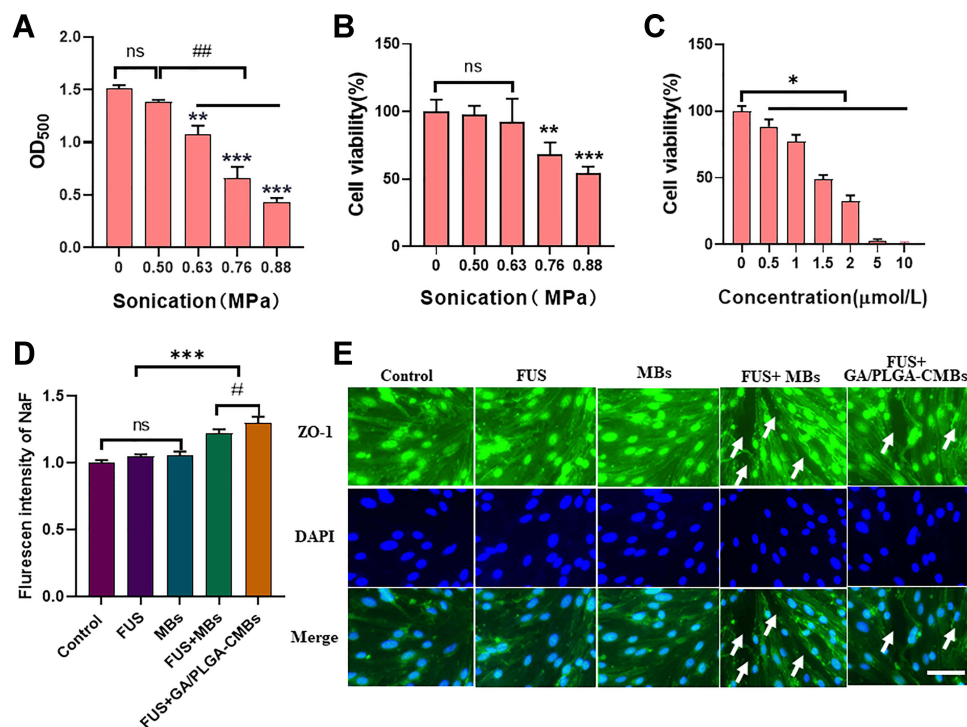 A
2.0
1.5
1.0
0.5
0.0
OD500
ns
##
**
***
***
0
0.50
0.63
0.76
0.88
Sonication（MPa）
B
150
100
50
0
Cell viability(%)
ns
**
***
0
0.50
0.63
0.76
0.88
Sonication（ MPa）
C
150
100
50
0
Cell viability(%)
*
0
0.5
1
1.5
2
5
10
Concentration(μmol/L)
D
1.5
1.0
0.5
0.0
Flurescen intensity of NaF
ns
***
#
Control
FUS
MBs
FUS+MBs
FUS+GA/PLGA-CMBs
E
Control
FUS
MBs
FUS+ MBs
FUS+
GA/PLGA-CMBs
ZO-1
DAPI
Merge